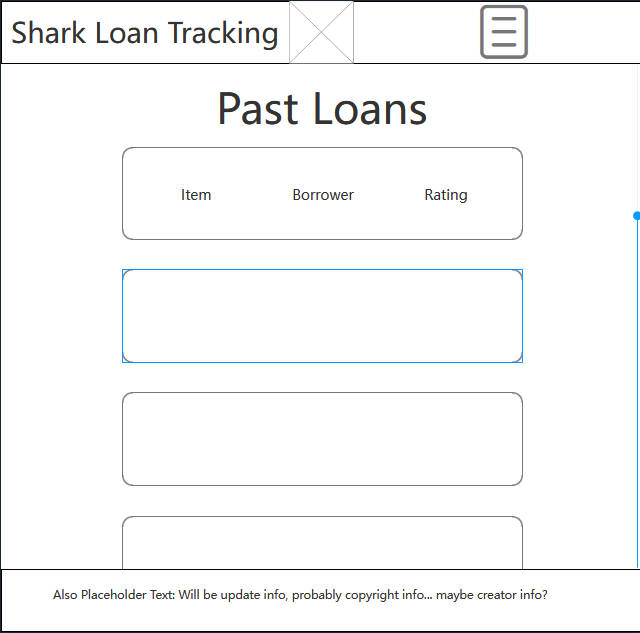 Shark Loan Tracking
Past Loans
Item Borrower Rating
Also Placeholder Text: Will be update info, probably copyright info... maybe creator info?